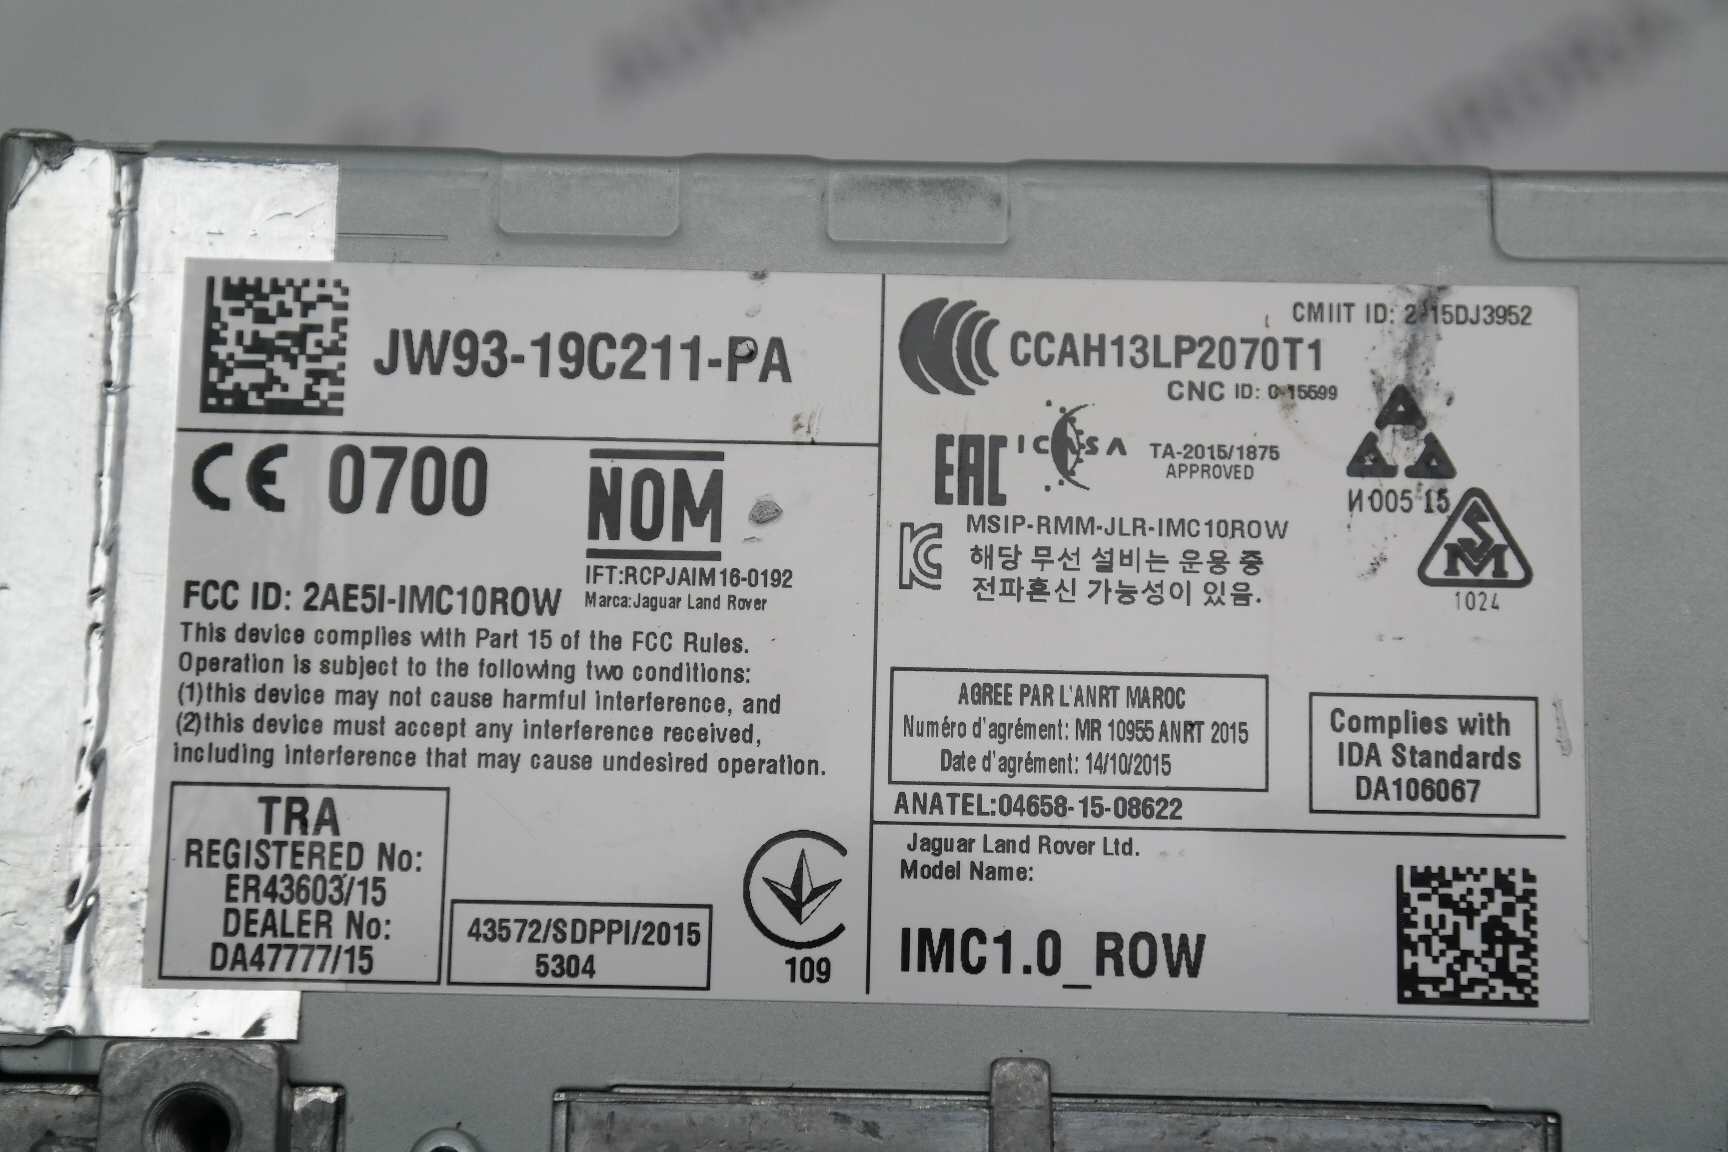 JW93-19C211-PA
CE 0700
NOM
IFT:RCPJAIM16-0192
Marca:Jaguar Land Rover
FCC ID: 2AE5I-IMC10ROW
This device complies with Part 15 of the FCC Rules.
Operation is subject to the following two conditions:
(1)this device may not cause harmful interference, and
(2)this device must accept any interference received,
including interference that may cause undesired operation.
TRA
REGISTERED No:
ER43603/15
DEALER No:
DA47777/15
43572/SDPPI/2015
5304
109
CMIIT ID:
CCAH13LP2070T1
CNC ID:
EAC
ICASA
TA-2015/1875
APPROVED
AAA
И005 15
SM
1024
KC
MSIP-RMM-JLR-IMC10ROW
해당 무선 설비는 운용 중
전파혼신 가능성이 있음.
AGREE PAR L'ANRT MAROC
Numéro d'agrément: MR 10955 ANRT 2015
Date d'agrément: 14/10/2015
Complies with
IDA Standards
DA106067
ANATEL:04658-15-08622
Jaguar Land Rover Ltd.
Model Name:
IMC1.0_ROW